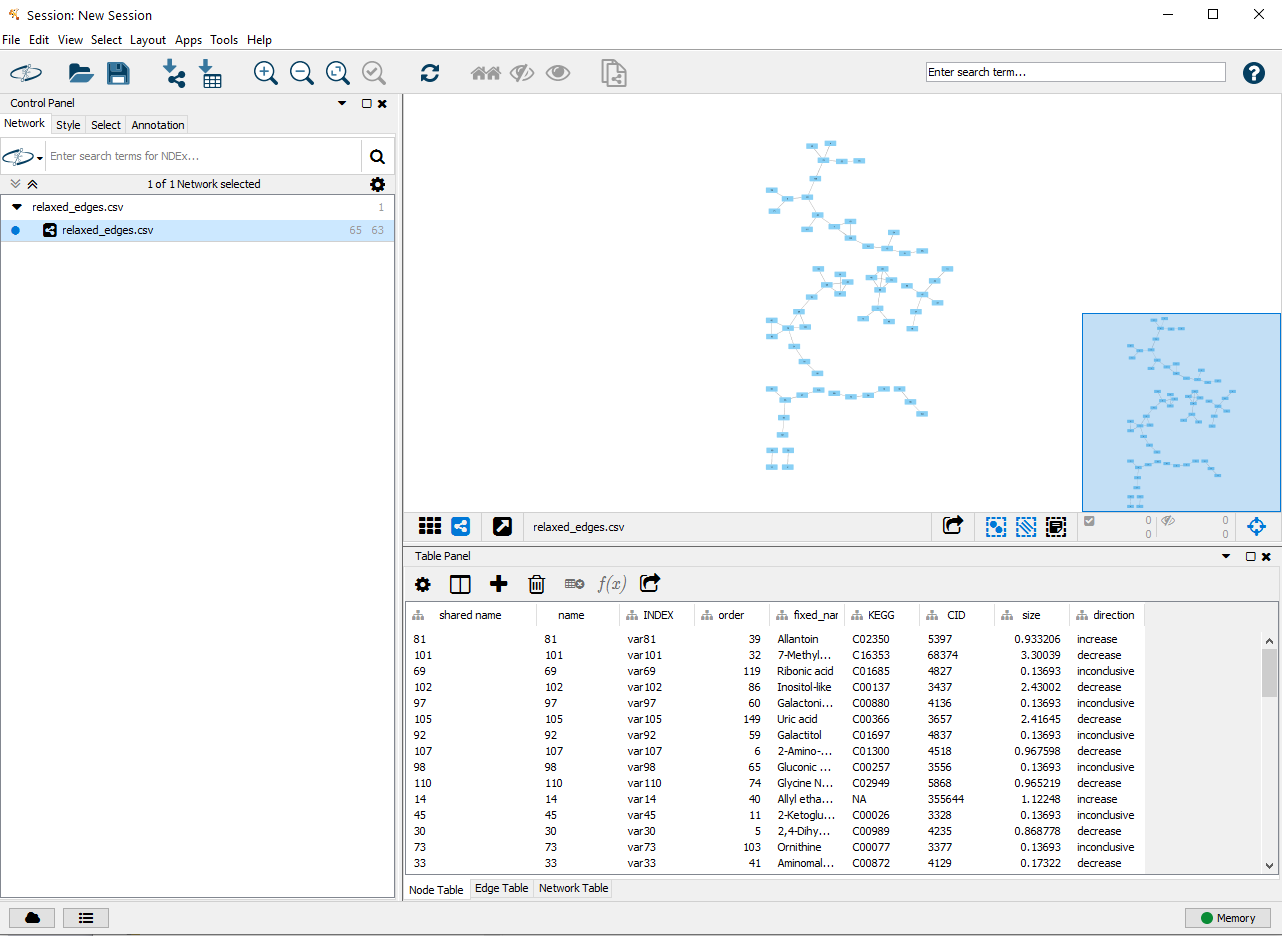 Session: New Session
File Edit View Select Layout Apps Tools Help
Enter search term...
Control Panel
Network Style Select Annotation
Enter search terms for NDEx...
1 of 1 Network selected
relaxed_edges.csv 1
relaxed_edges.csv 65 63
relaxed_edges.csv
0 0
0 0
Table Panel
f(x)
shared name name INDEX order fixed_nar KEGG CID size direction
81 81 var81 39 Allantoin C02350 5397 0.933206 increase
101 101 var101 32 7-Methyl... C16353 68374 3.30039 decrease
69 69 var69 119 Ribonic acid C01685 4827 0.13693 inconclusive
102 102 var102 86 Inositol-like C00137 3437 2.43002 decrease
97 97 var97 60 Galactoni... C00880 4136 0.13693 inconclusive
105 105 var105 149 Uric acid C00366 3657 2.41645 decrease
92 92 var92 59 Galactitol C01697 4837 0.13693 inconclusive
107 107 var107 6 2-Amino-... C01300 4518 0.967598 decrease
98 98 var98 65 Gluconic ... C00257 3556 0.13693 inconclusive
110 110 var110 74 Glycine N... C02949 5868 0.965219 decrease
14 14 var14 40 Allyl etha... NA 355644 1.12248 increase
45 45 var45 11 2-Ketoglu... C00026 3328 0.13693 inconclusive
30 30 var30 5 2,4-Dihy... C00989 4235 0.868778 decrease
73 73 var73 103 Ornithine C00077 3377 0.13693 inconclusive
33 33 var33 41 Aminomal... C00872 4129 0.17322 decrease
Node Table Edge Table Network Table
Memory